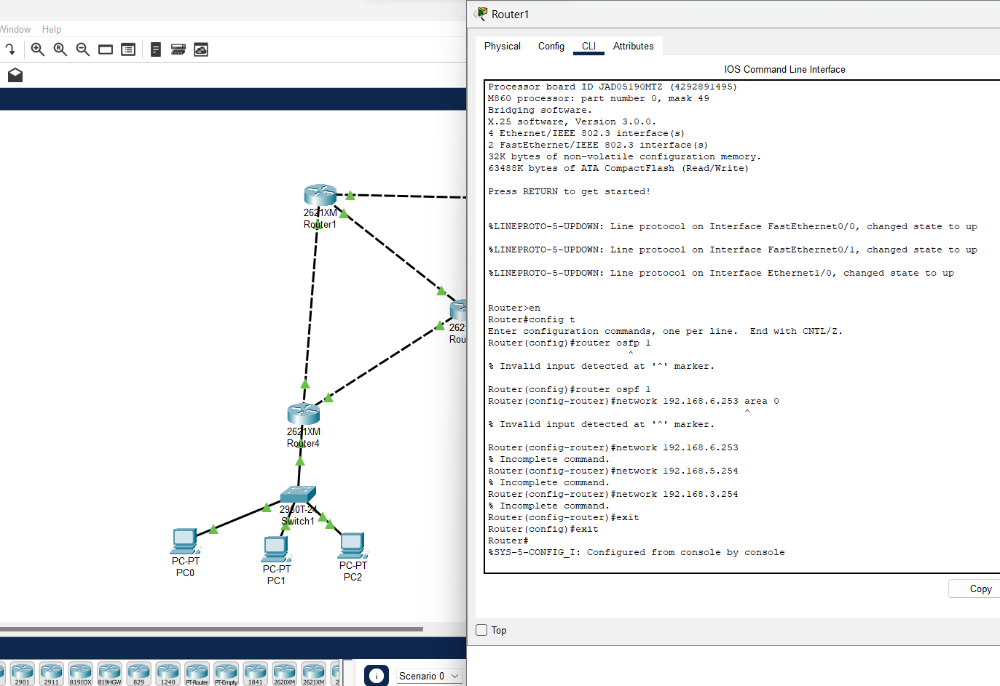 Window Help
2621XM
Router1
2621XM
Router4
2960T-24
Switch1
PC-PT
PC0
PC-PT
PC1
PC-PT
PC2
2901
2911
819IOX
819HGW
829
1240
PT-Router
PT-Empty
1841
2620XM
2621XM
Scenario 0
Router1
Physical Config CLI Attributes
IOS Command Line Interface
Processor board ID JAD05190MTZ (4292891495)
M860 processor: part number 0, mask 49
Bridging software.
X.25 software, Version 3.0.0.
4 Ethernet/IEEE 802.3 interface(s)
2 FastEthernet/IEEE 802.3 interface(s)
32K bytes of non-volatile configuration memory.
63488K bytes of ATA CompactFlash (Read/Write)
Press RETURN to get started!
%LINEPROTO-5-UPDOWN: Line protocol on Interface FastEthernet0/0, changed state to up
%LINEPROTO-5-UPDOWN: Line protocol on Interface FastEthernet0/1, changed state to up
%LINEPROTO-5-UPDOWN: Line protocol on Interface Ethernet1/0, changed state to up
Router>en
Router#config t
Enter configuration commands, one per line. End with CNTL/Z.
Router(config)#router osfp 1
^
% Invalid input detected at '^' marker.
Router(config)#router ospf 1
Router(config-router)#network 192.168.6.253 area 0
^
% Invalid input detected at '^' marker.
Router(config-router)#network 192.168.6.253
% Incomplete command.
Router(config-router)#network 192.168.5.254
% Incomplete command.
Router(config-router)#network 192.168.3.254
% Incomplete command.
Router(config-router)#exit
Router(config)#exit
Router#
%SYS-5-CONFIG_I: Configured from console by console
Copy
Top